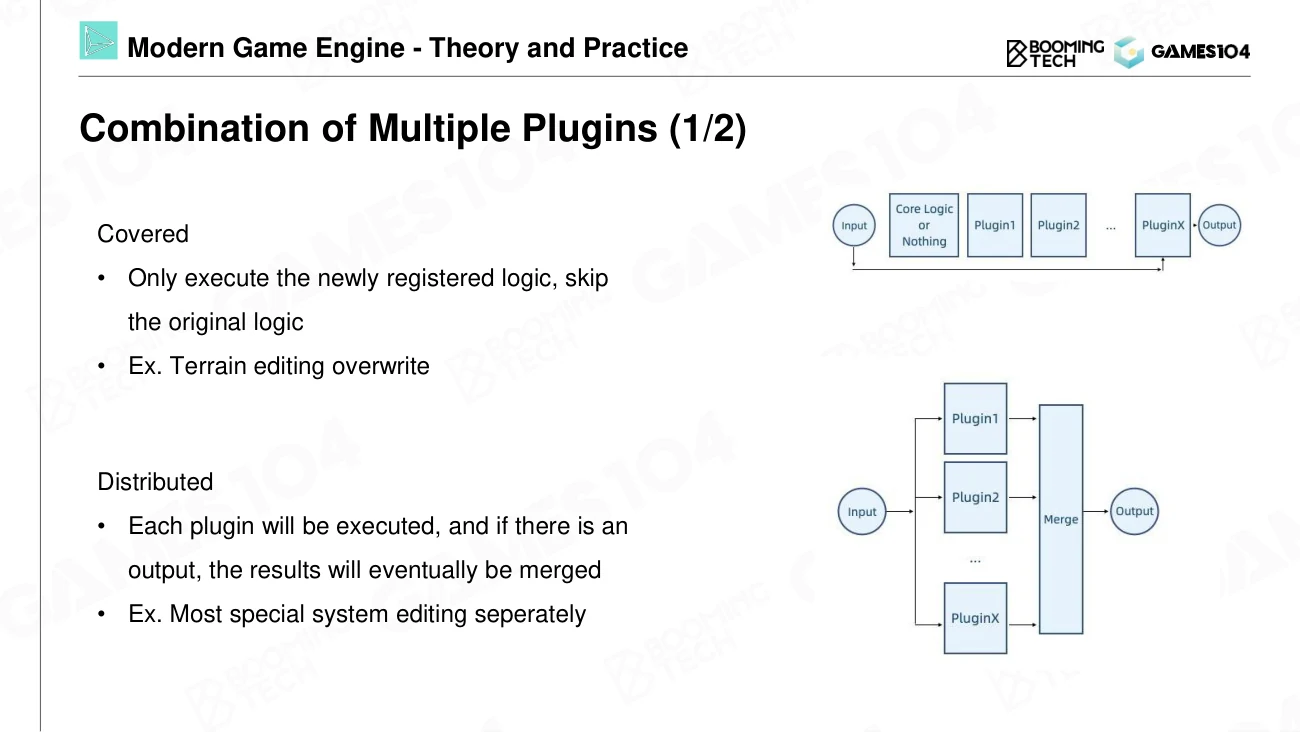 Modern Game Engine - Theory and Practice
BOOMING
TECH
GAMES104
Combination of Multiple Plugins (1/2)
Covered
• Only execute the newly registered logic, skip
the original logic
• Ex. Terrain editing overwrite
Input
Core Logic
or
Nothing
Plugin1
Plugin2
...
PluginX
Output
Distributed
• Each plugin will be executed, and if there is an
output, the results will eventually be merged
• Ex. Most special system editing seperately
Input
Plugin1
Plugin2
...
PluginX
Merge
Output